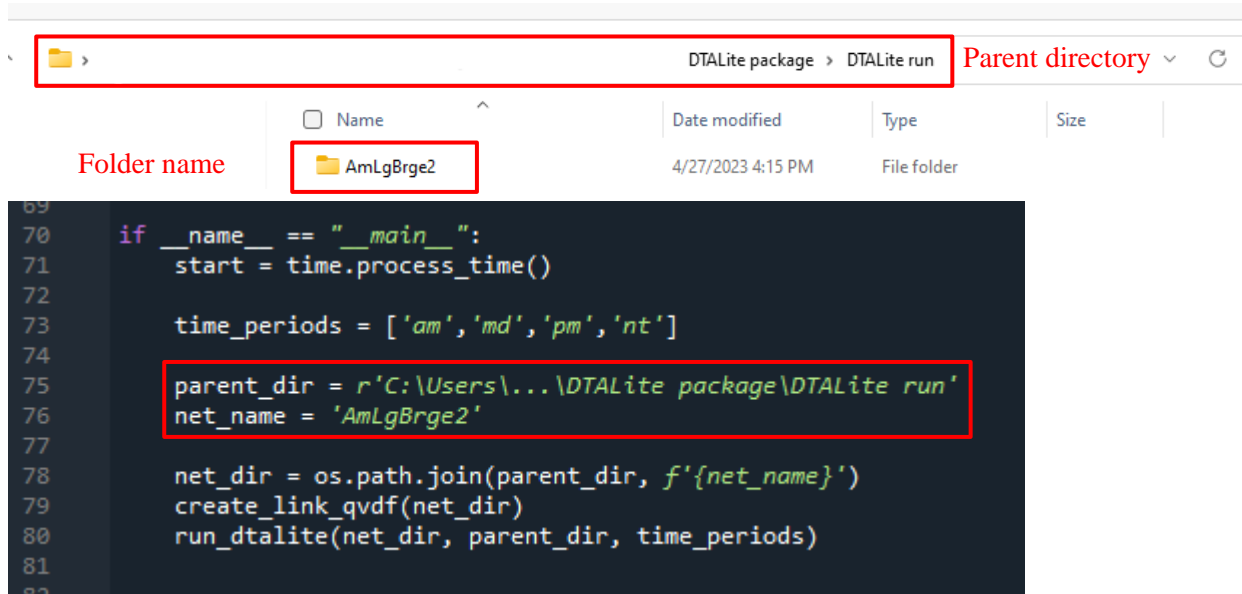 DTALite package > DTALite run Parent directory
Name Date modified Type Size
Folder name AmLgBrge2 4/27/2023 4:15 PM File folder
69
70 if __name__ == "__main__":
71 start = time.process_time()
72
73 time_periods = ['am','md','pm','nt']
74
75 parent_dir = r'C:\Users\...\DTALite package\DTALite run'
76 net_name = 'AmLgBrge2'
77
78 net_dir = os.path.join(parent_dir, f'{net_name}')
79 create_link_qvdf(net_dir)
80 run_dtalite(net_dir, parent_dir, time_periods)
81
82